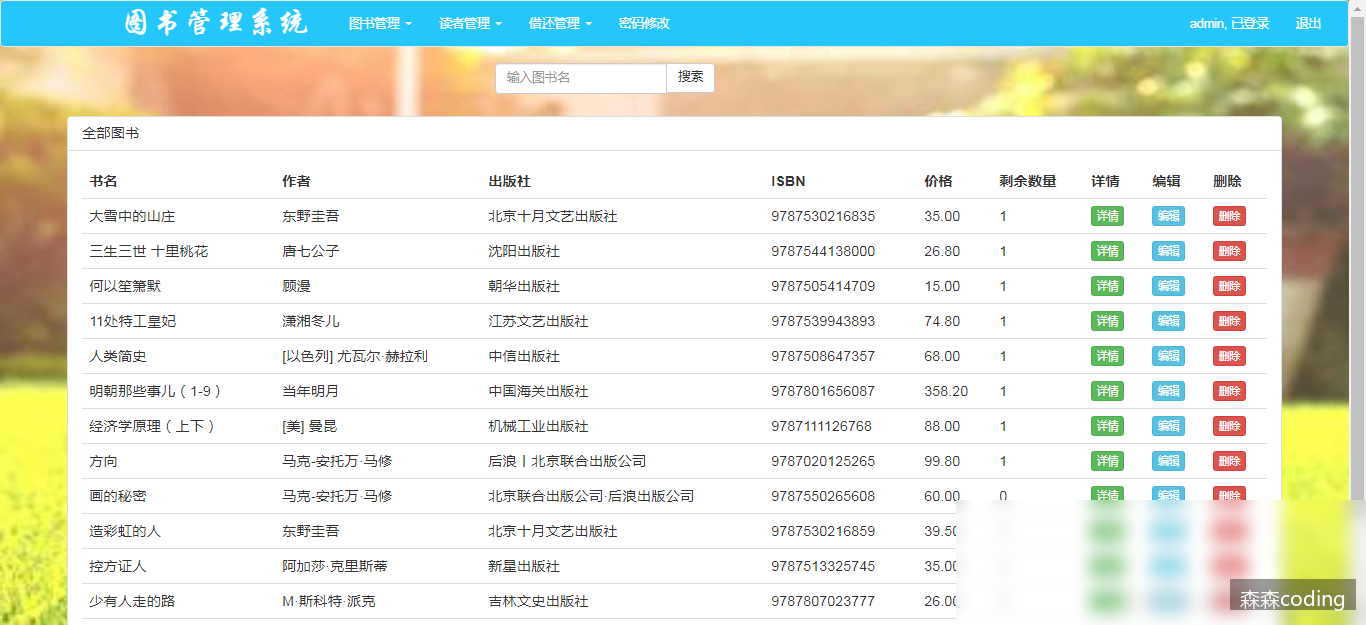 图书管理系统 图书管理 读者管理 借还管理 密码修改 admin, 已登录 退出
输入图书名 搜索
全部图书
书名 作者 出版社 ISBN 价格 剩余数量 详情 编辑 删除
大雪中的山庄 东野圭吾 北京十月文艺出版社 9787530216835 35.00 1 详情 编辑 删除
三生三世 十里桃花 唐七公子 沈阳出版社 9787544138000 26.80 1 详情 编辑 删除
何以笙箫默 顾漫 朝华出版社 9787505414709 15.00 1 详情 编辑 删除
11处特工皇妃 潇湘冬儿 江苏文艺出版社 9787539943893 74.80 1 详情 编辑 删除
人类简史 [以色列] 尤瓦尔·赫拉利 中信出版社 9787508647357 68.00 1 详情 编辑 删除
明朝那些事儿（1-9） 当年明月 中国海关出版社 9787801656087 358.20 1 详情 编辑 删除
经济学原理（上下） [美] 曼昆 机械工业出版社 9787111126768 88.00 1 详情 编辑 删除
方向 马克-安托万·马修 后浪丨北京联合出版公司 9787020125265 99.80 1 详情 编辑 删除
画的秘密 马克-安托万·马修 北京联合出版公司·后浪出版公司 9787550265608 60.00 0 详情 编辑 删除
造彩虹的人 东野圭吾 北京十月文艺出版社 9787530216859 39.50
控方证人 阿加莎·克里斯蒂 新星出版社 9787513325745 35.00
少有人走的路 M·斯科特·派克 吉林文史出版社 9787807023777 26.00
森森coding